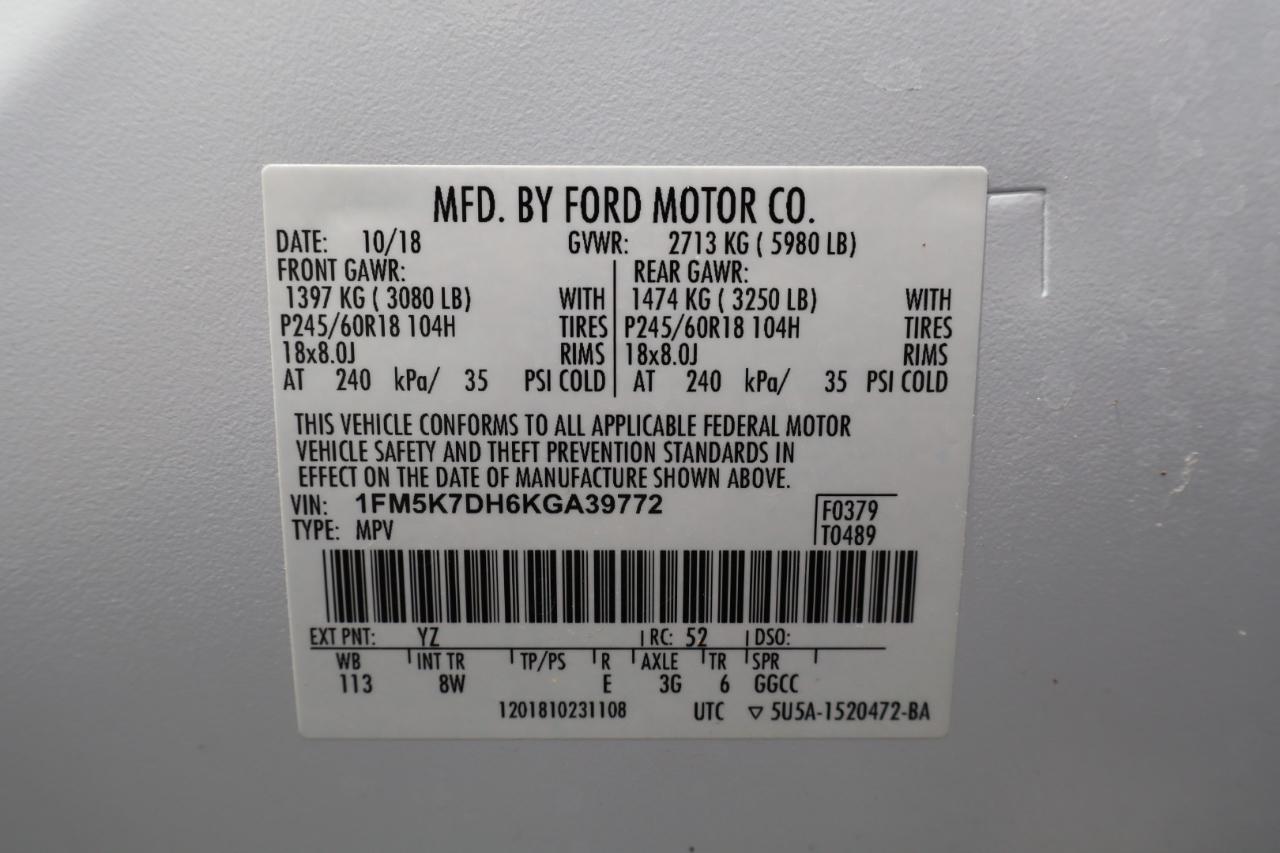 MFD. BY FORD MOTOR CO.
DATE: 10/18 GVWR: 2713 KG ( 5980 LB)
FRONT GAWR: REAR GAWR:
1397 KG ( 3080 LB) WITH 1474 KG ( 3250 LB) WITH
P245/60R18 104H TIRES P245/60R18 104H TIRES
18x8.0J RIMS 18x8.0J RIMS
AT 240 kPa/ 35 PSI COLD AT 240 kPa/ 35 PSI COLD
THIS VEHICLE CONFORMS TO ALL APPLICABLE FEDERAL MOTOR
VEHICLE SAFETY AND THEFT PREVENTION STANDARDS IN
EFFECT ON THE DATE OF MANUFACTURE SHOWN ABOVE.
VIN: 1FM5K7DH6KGA39772 F0379
TYPE: MPV T0489
EXT PNT: YZ RC: 52 DSO:
WB INT TR TP/PS R AXLE TR SPR
113 8W E 3G 6 GGCC
1201810231108 UTC ▽ 5U5A-1520472-BA